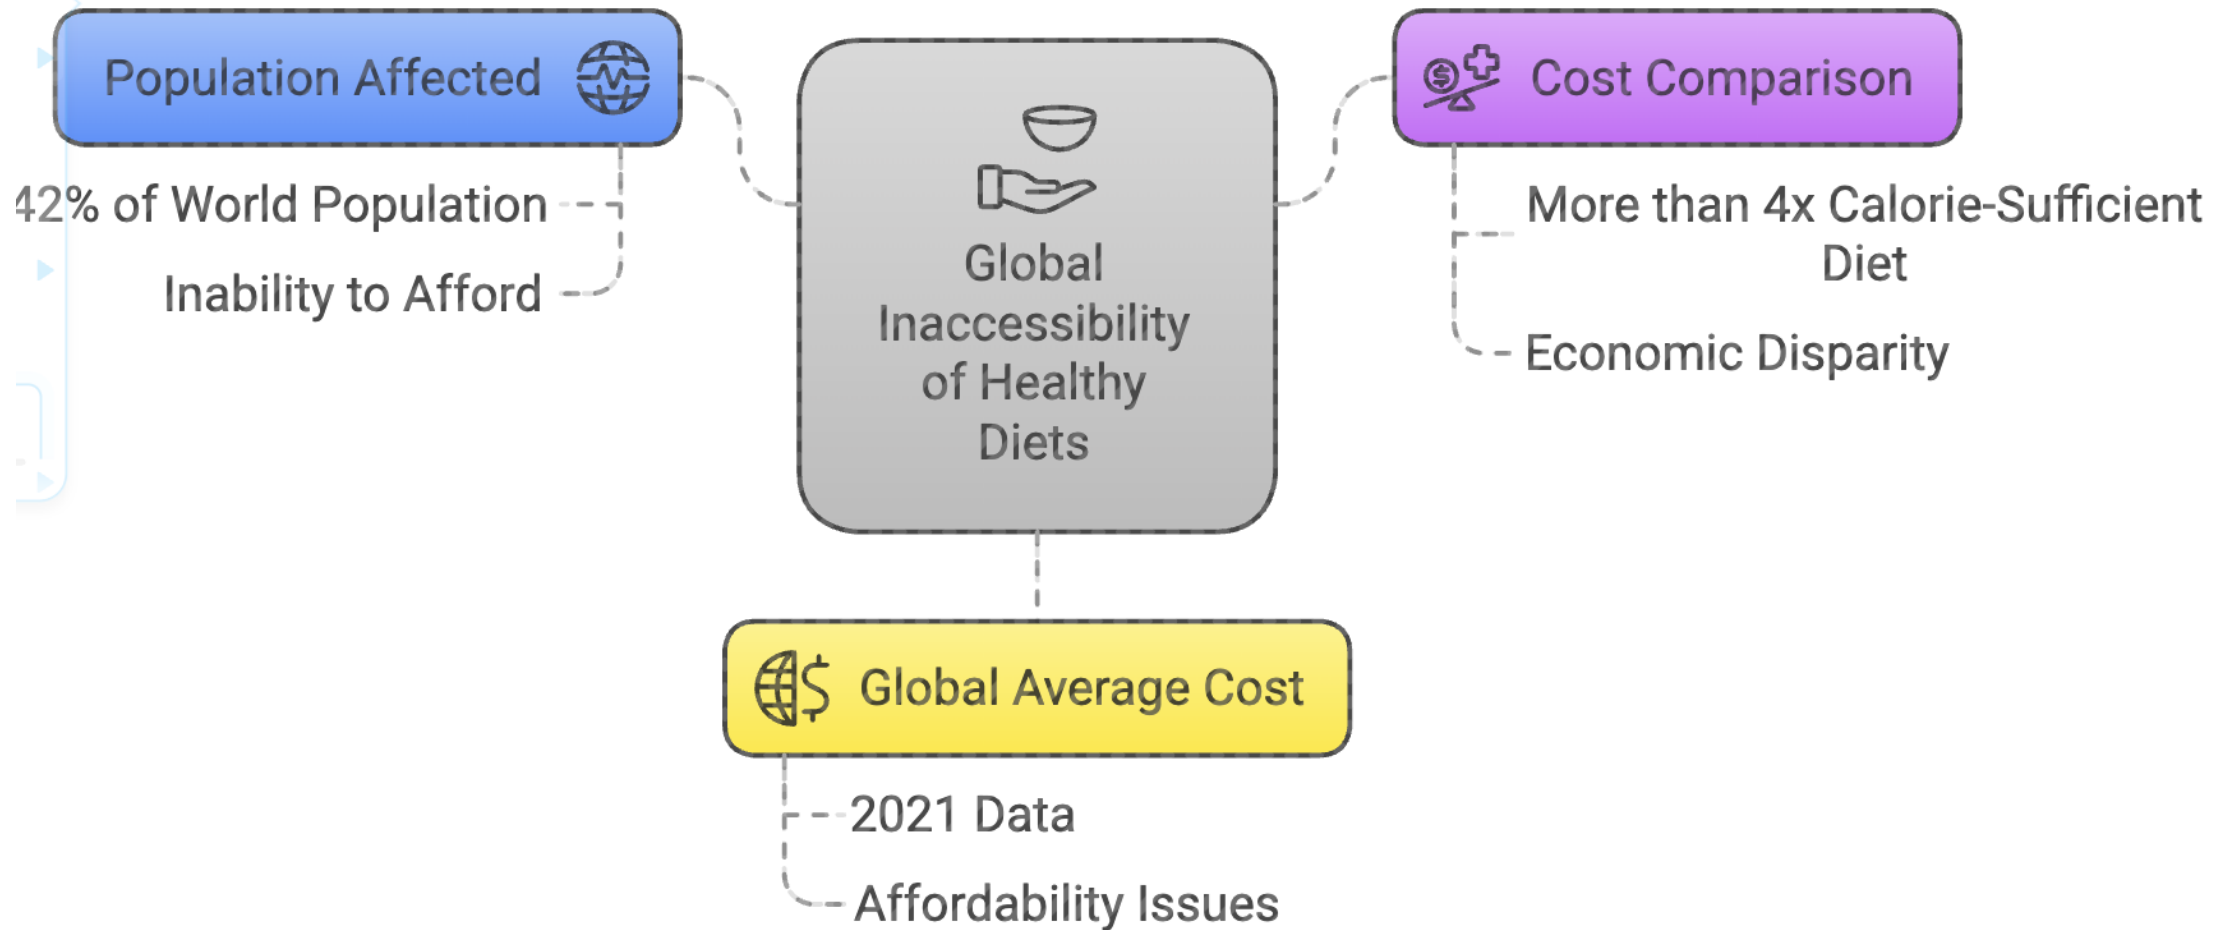 Population Affected
42% of World Population
Inability to Afford
Global
Inaccessibility
of Healthy
Diets
Cost Comparison
More than 4x Calorie-Sufficient
Diet
Economic Disparity
Global Average Cost
2021 Data
Affordability Issues